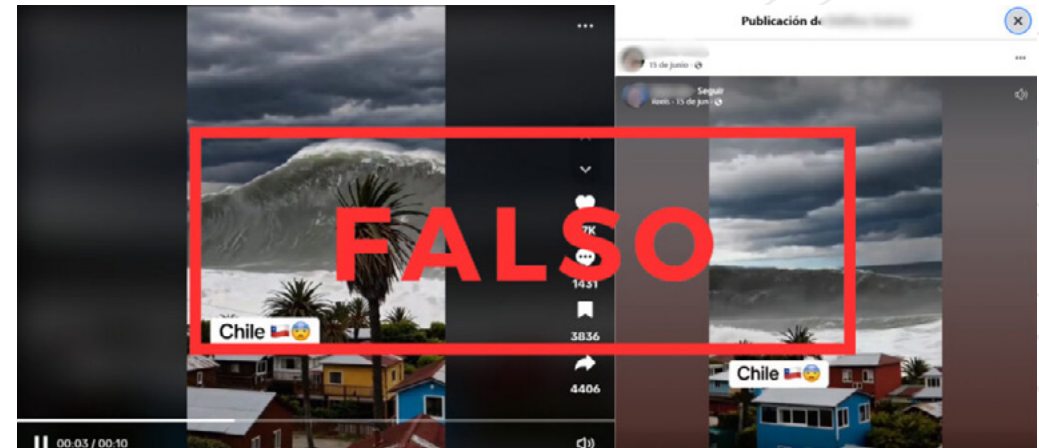 Publicación de
15 de junio
Seguir
Reels · 15 de jun
FALSO
7K
1431
3836
4406
Chile
Chile
00:03 / 00:10